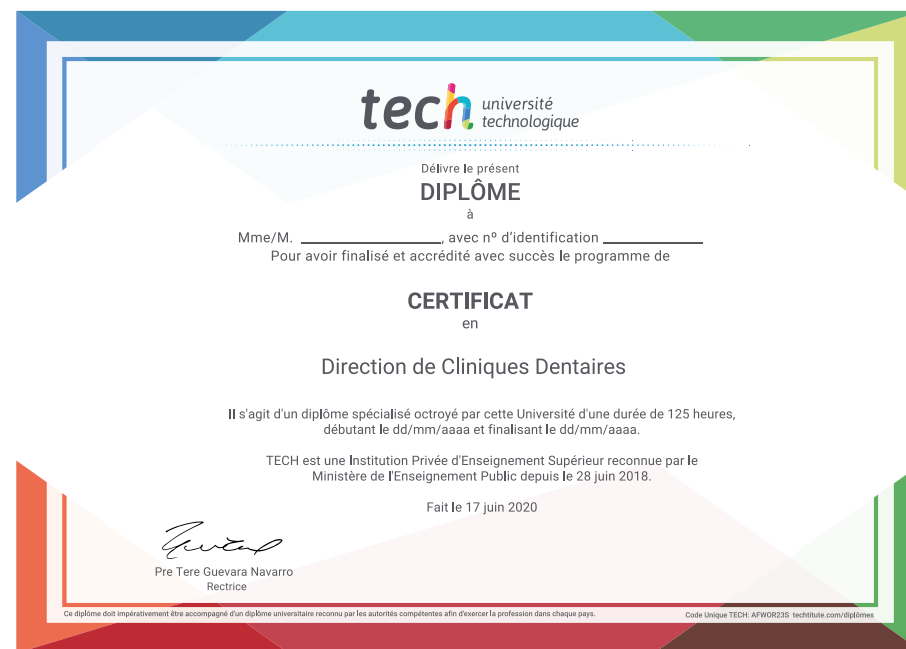 tech université
technologique
Délivre le présent
DIPLÔME
à
Mme/M. ____________________, avec nº d'identification ______________
Pour avoir finalisé et accrédité avec succès le programme de
CERTIFICAT
en
Direction de Cliniques Dentaires
Il s'agit d'un diplôme spécialisé octroyé par cette Université d'une durée de 125 heures,
débutant le dd/mm/aaaa et finalisant le dd/mm/aaaa.
TECH est une Institution Privée d'Enseignement Supérieur reconnue par le
Ministère de l'Enseignement Public depuis le 28 juin 2018.
Fait le 17 juin 2020
Pre Tere Guevara Navarro
Rectrice
Ce diplôme doit impérativement être accompagné d'un diplôme universitaire reconnu par les autorités compétentes afin d'exercer la profession dans chaque pays.
Code Unique TECH: AFWOR23S techtitute.com/diplômes